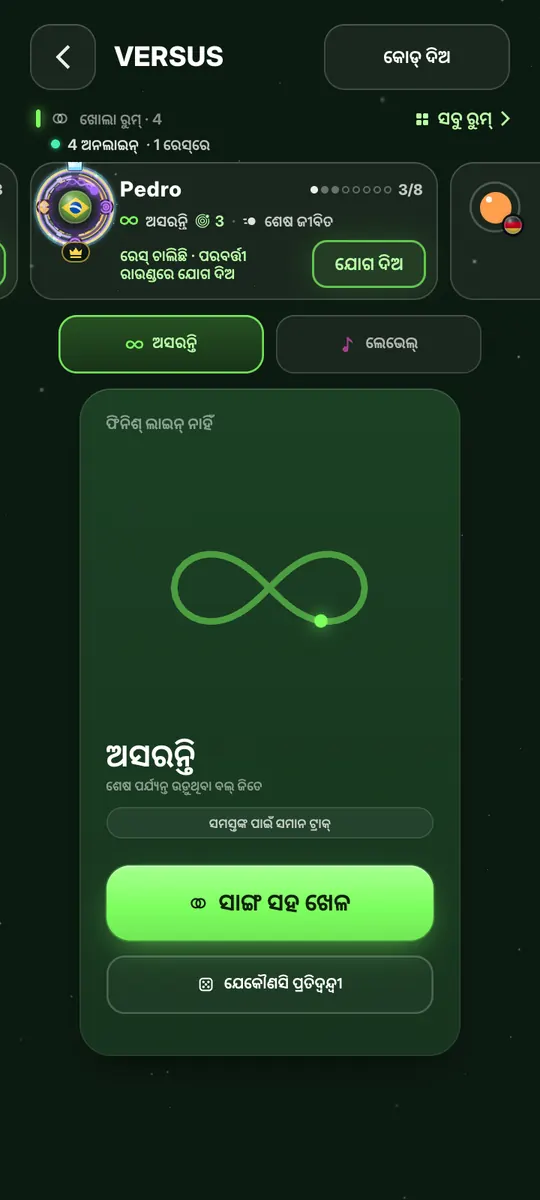 VERSUS
କୋଡ୍ ଦିଅ
ଖୋଲା ରୁମ୍ · 4
ସବୁ ରୁମ୍
4 ଅନଲାଇନ୍ · 1 ରେସ୍‌ରେ
Pedro
3/8
ଅସରନ୍ତି 3 · ଶେଷ ଜୀବିତ
ରେସ୍ ଚାଲିଛି · ପରବର୍ତ୍ତୀ
ରାଉଣ୍ଡରେ ଯୋଗ ଦିଅ
ଯୋଗ ଦିଅ
ଅସରନ୍ତି
ଲେଭେଲ୍
ଫିନିଶ୍ ଲାଇନ୍ ନାହିଁ
ଅସରନ୍ତି
ଶେଷ ପର୍ଯ୍ୟନ୍ତ ଉଡ଼ୁଥିବା ବଲ୍ ଜିତେ
ସମସ୍ତଙ୍କ ପାଇଁ ସମାନ ଟ୍ରାକ୍
ସାଙ୍ଗ ସହ ଖେଳ
ଯେକୌଣସି ପ୍ରତିଦ୍ୱନ୍ଦ୍ୱୀ